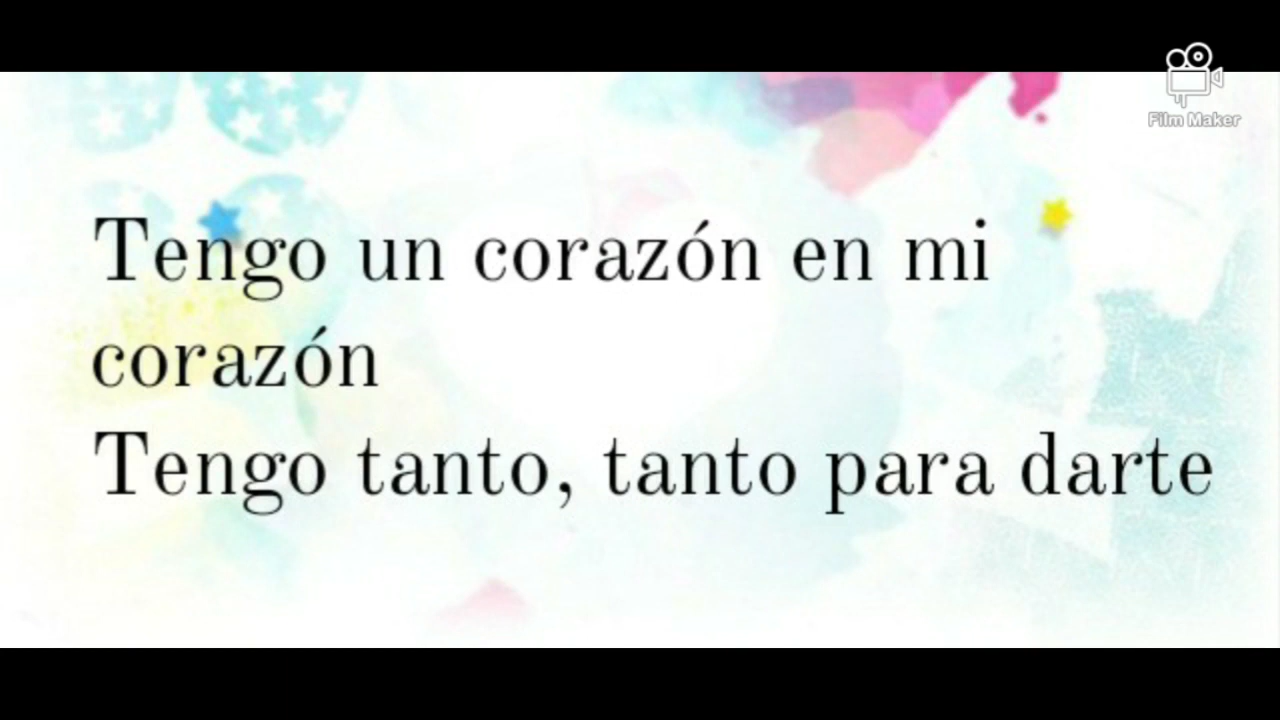 Film Maker
Tengo un corazón en mi
corazón
Tengo tanto, tanto para darte